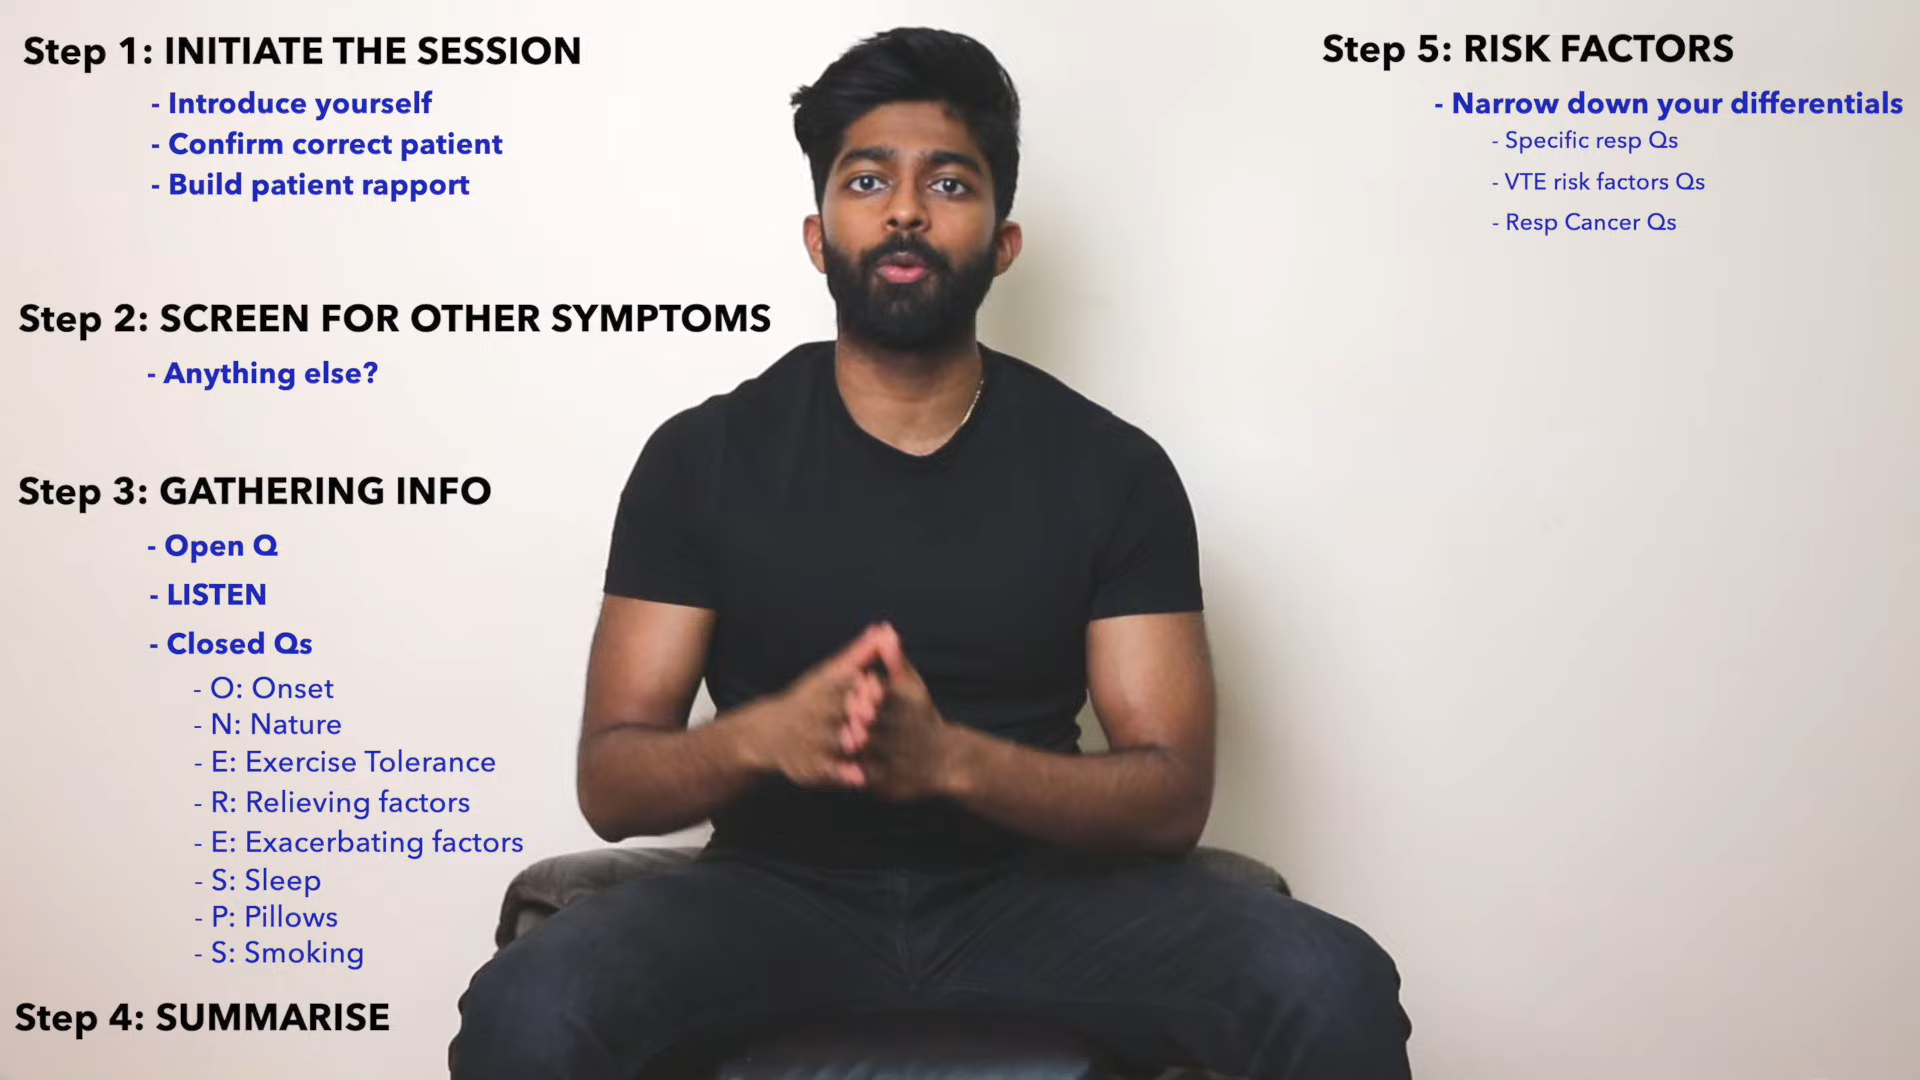 Step 1: INITIATE THE SESSION
- Introduce yourself
- Confirm correct patient
- Build patient rapport
Step 2: SCREEN FOR OTHER SYMPTOMS
- Anything else?
Step 3: GATHERING INFO
- Open Q
- LISTEN
- Closed Qs
- O: Onset
- N: Nature
- E: Exercise Tolerance
- R: Relieving factors
- E: Exacerbating factors
- S: Sleep
- P: Pillows
- S: Smoking
Step 4: SUMMARISE
Step 5: RISK FACTORS
- Narrow down your differentials
- Specific resp Qs
- VTE risk factors Qs
- Resp Cancer Qs